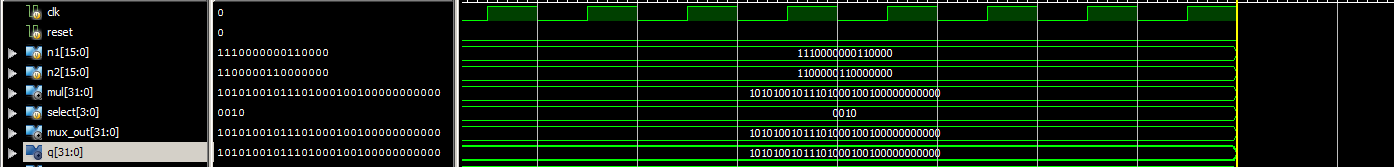 clk 0
reset 0
n1[15:0] 1110000000110000 1110000000110000
n2[15:0] 1100000110000000 1100000110000000
mul[31:0] 10101001011101000100100000000000 10101001011101000100100000000000
select[3:0] 0010 0010
mux_out[31:0] 10101001011101000100100000000000 10101001011101000100100000000000
q[31:0] 10101001011101000100100000000000 10101001011101000100100000000000